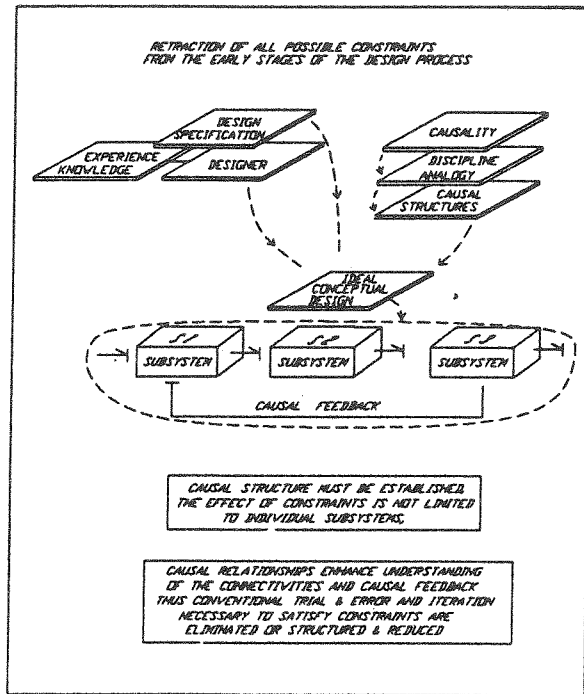 RETRACTION OF ALL POSSIBLE CONSTRAINTS
FROM THE EARLY STAGES OF THE DESIGN PROCESS
DESIGN
SPECIFICATION
EXPERIENCE
KNOWLEDGE
DESIGNER
CAUSALITY
DISCIPLINE
ANALOGY
CAUSAL
STRUCTURES
IDEAL
CONCEPTUAL
DESIGN
SUBSYSTEM
SUBSYSTEM
SUBSYSTEM
CAUSAL FEEDBACK
CAUSAL STRUCTURE MUST BE ESTABLISHED,
THE EFFECT OF CONSTRAINTS IS NOT LIMITED
TO INDIVIDUAL SUBSYSTEMS,
CAUSAL RELATIONSHIPS ENHANCE UNDERSTANDING
OF THE CONNECTIVITIES AND CAUSAL FEEDBACK
THUS CONVENTIONAL TRIAL & ERROR AND ITERATION
NECESSARY TO SATISFY CONSTRAINTS ARE
ELIMINATED OR STRUCTURED & REDUCED